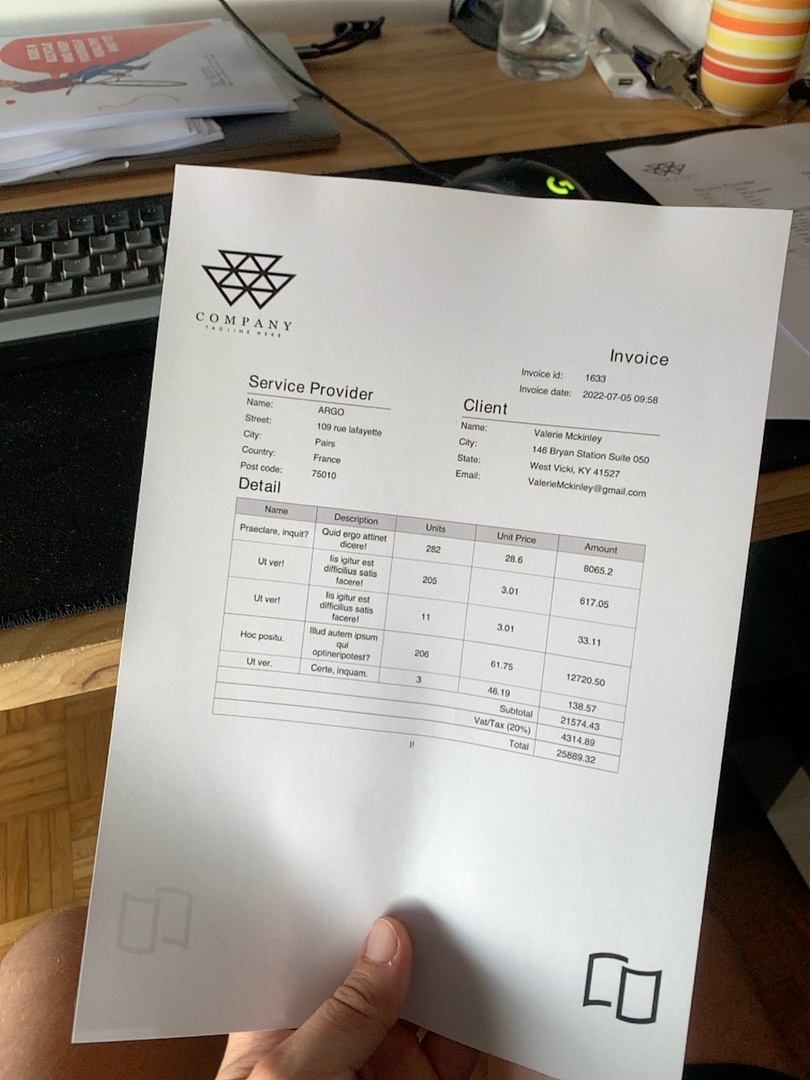 COMPANY
TAGLINE HERE
Invoice
Invoice id: 1633
Invoice date: 2022-07-05 09:58
Service Provider
Name: ARGO
Street: 109 rue lafayette
City: Pairs
Country: France
Post code: 75010
Client
Name: Valerie Mckinley
City: 146 Bryan Station Suite 050
State: West Vicki, KY 41527
Email: ValerieMckinley@gmail.com
Detail
Name Description Units Unit Price Amount
Praeclare, inquit? Quid ergo attinet
dicere! 282 28.6 8065.2
Ut ver! Iis igitur est
difficilius satis
facere! 205 3.01 617.05
Ut ver! Iis igitur est
difficilius satis
facere! 11 3.01 33.11
Hoc positu. Illud autem ipsum
qui
optineripotest? 206 61.75 12720.50
Ut ver. Certe, inquam. 3 46.19 138.57
Subtotal 21574.43
Vat/Tax (20%) 4314.89
Total 25889.32
I!